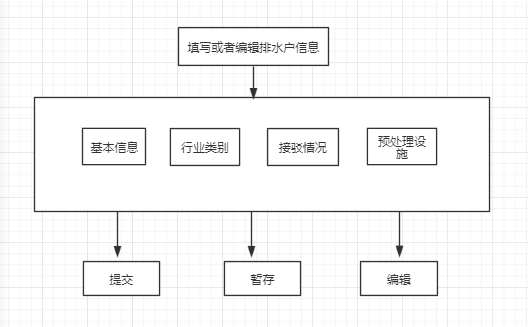 填写或者编辑排水户信息
基本信息
行业类别
接驳情况
预处理设
施
提交
暂存
编辑